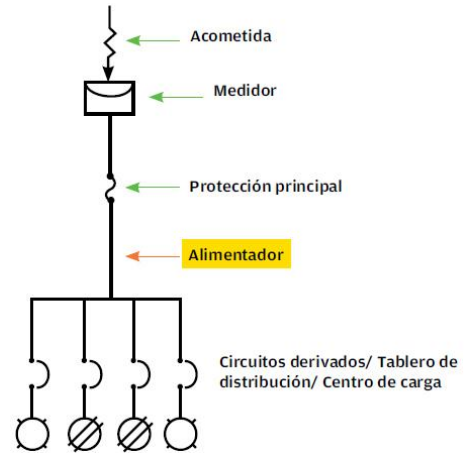 Acometida
Medidor
Protección principal
Alimentador
Circuitos derivados/ Tablero de
distribución/ Centro de carga